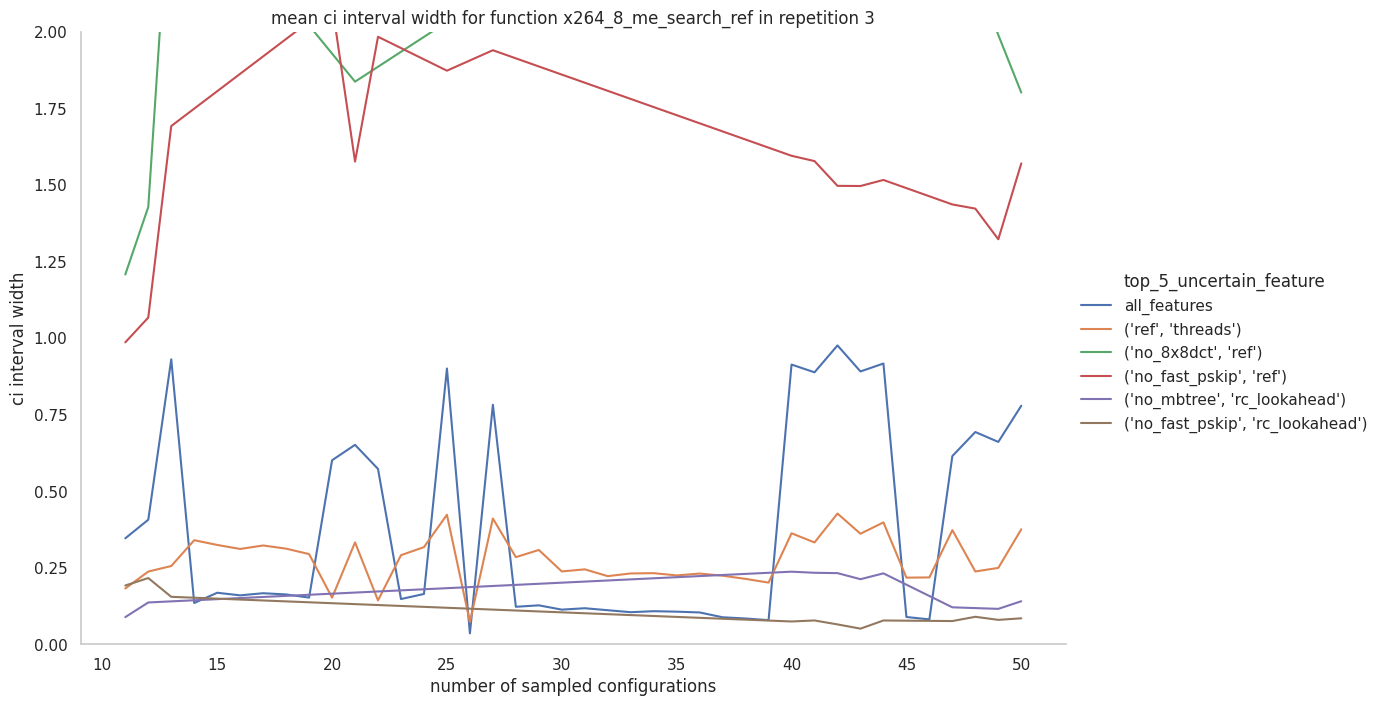 mean ci interval width for function x264_8_me_search_ref in repetition 3
2.00
1.75
1.50
1.25
1.00
0.75
0.50
0.25
0.00
ci interval width
10 15 20 25 30 35 40 45 50
number of sampled configurations
top_5_uncertain_feature
all_features
('ref', 'threads')
('no_8x8dct', 'ref')
('no_fast_pskip', 'ref')
('no_mbtree', 'rc_lookahead')
('no_fast_pskip', 'rc_lookahead')